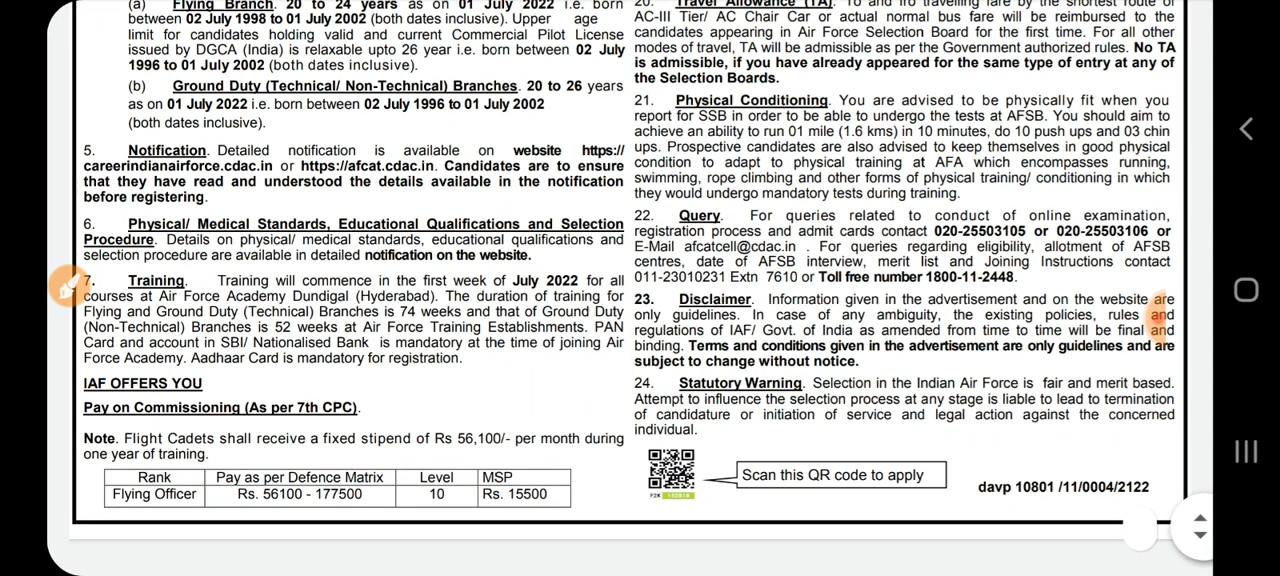 (a) Flying Branch. 20 to 24 years as on 01 July 2022 i.e. born
between 02 July 1998 to 01 July 2002 (both dates inclusive). Upper age
limit for candidates holding valid and current Commercial Pilot License
issued by DGCA (India) is relaxable upto 26 year i.e. born between 02 July
1996 to 01 July 2002 (both dates inclusive).
(b) Ground Duty (Technical/ Non-Technical) Branches. 20 to 26 years
as on 01 July 2022 i.e. born between 02 July 1996 to 01 July 2002
(both dates inclusive).
5. Notification. Detailed notification is available on website https://
careerindianairforce.cdac.in or https://afcat.cdac.in. Candidates are to ensure
that they have read and understood the details available in the notification
before registering.
6. Physical/ Medical Standards, Educational Qualifications and Selection
Procedure. Details on physical/ medical standards, educational qualifications and
selection procedure are available in detailed notification on the website.
7. Training. Training will commence in the first week of July 2022 for all
courses at Air Force Academy Dundigal (Hyderabad). The duration of training for
Flying and Ground Duty (Technical) Branches is 74 weeks and that of Ground Duty
(Non-Technical) Branches is 52 weeks at Air Force Training Establishments. PAN
Card and account in SBI/ Nationalised Bank is mandatory at the time of joining Air
Force Academy. Aadhaar Card is mandatory for registration.
IAF OFFERS YOU
Pay on Commissioning (As per 7th CPC).
Note. Flight Cadets shall receive a fixed stipend of Rs 56,100/- per month during
one year of training.
Rank Pay as per Defence Matrix Level MSP
Flying Officer Rs. 56100 - 177500 10 Rs. 15500
20. Travel Allowance (TA). To and fro travelling fare by the shortest route of
AC-III Tier/ AC Chair Car or actual normal bus fare will be reimbursed to the
candidates appearing in Air Force Selection Board for the first time. For all other
modes of travel, TA will be admissible as per the Government authorized rules. No TA
is admissible, if you have already appeared for the same type of entry at any of
the Selection Boards.
21. Physical Conditioning. You are advised to be physically fit when you
report for SSB in order to be able to undergo the tests at AFSB. You should aim to
achieve an ability to run 01 mile (1.6 kms) in 10 minutes, do 10 push ups and 03 chin
ups. Prospective candidates are also advised to keep themselves in good physical
condition to adapt to physical training at AFA which encompasses running,
swimming, rope climbing and other forms of physical training/ conditioning in which
they would undergo mandatory tests during training.
22. Query. For queries related to conduct of online examination,
registration process and admit cards contact 020-25503105 or 020-25503106 or
E-Mail afcatcell@cdac.in . For queries regarding eligibility, allotment of AFSB
centres, date of AFSB interview, merit list and Joining Instructions contact
011-23010231 Extn 7610 or Toll free number 1800-11-2448.
23. Disclaimer. Information given in the advertisement and on the website are
only guidelines. In case of any ambiguity, the existing policies, rules and
regulations of IAF/ Govt. of India as amended from time to time will be final and
binding. Terms and conditions given in the advertisement are only guidelines and are
subject to change without notice.
24. Statutory Warning. Selection in the Indian Air Force is fair and merit based.
Attempt to influence the selection process at any stage is liable to lead to termination
of candidature or initiation of service and legal action against the concerned
individual.
Scan this QR code to apply
davp 10801 /11/0004/2122